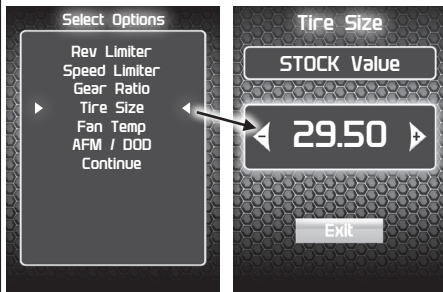 Select Options
Rev Limiter
Speed Limiter
Gear Ratio
Tire Size
Fan Temp
AFM / DOD
Continue
Tire Size
STOCK Value
- 29.50 +
Exit